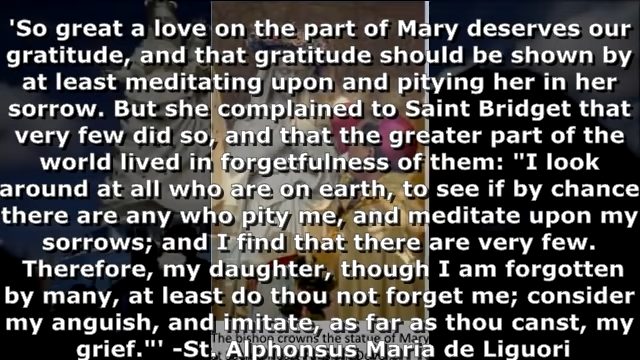 'So great a love on the part of Mary deserves our
gratitude, and that gratitude should be shown by
at least meditating upon and pitying her in her
sorrow. But she complained to Saint Bridget that
very few did so, and that the greater part of the
world lived in forgetfulness of them: "I look
around at all who are on earth, to see if by chance
there are any who pity me, and meditate upon my
sorrows; and I find that there are very few.
Therefore, my daughter, though I am forgotten
by many, at least do thou not forget me; consider
my anguish, and imitate, as far as thou canst, my
The bishop crowns the statue of Mary
grief."' -St. Alphonsus Maria de Liguori